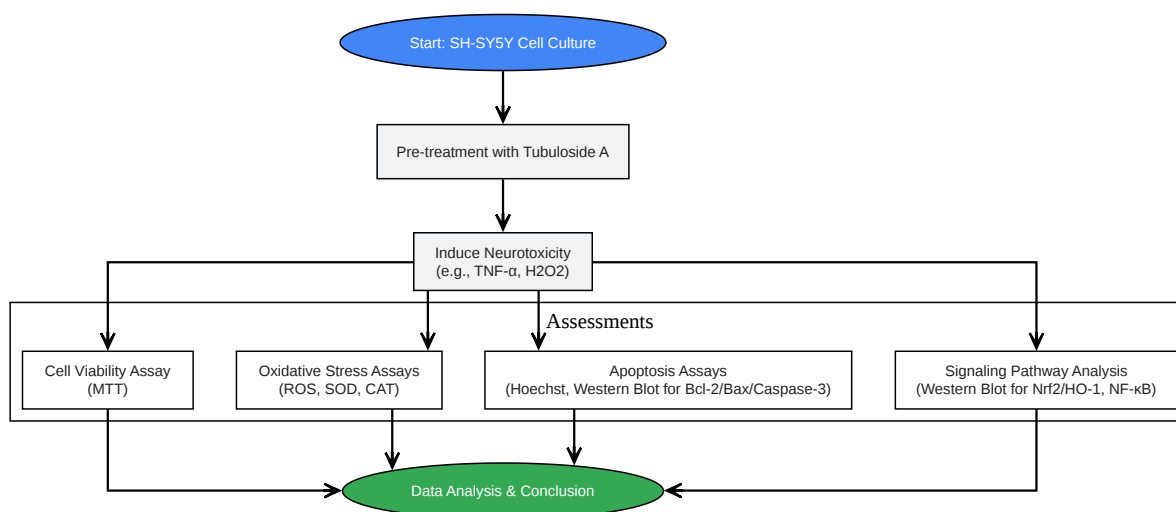 Start: SH-SY5Y Cell Culture
Pre-treatment with Tubuloside A
Induce Neurotoxicity
(e.g., TNF-α, H2O2)
Assessments
Cell Viability Assay
(MTT)
Oxidative Stress Assays
(ROS, SOD, CAT)
Apoptosis Assays
(Hoechst, Western Blot for Bcl-2/Bax/Caspase-3)
Signaling Pathway Analysis
(Western Blot for Nrf2/HO-1, NF-κB)
Data Analysis & Conclusion